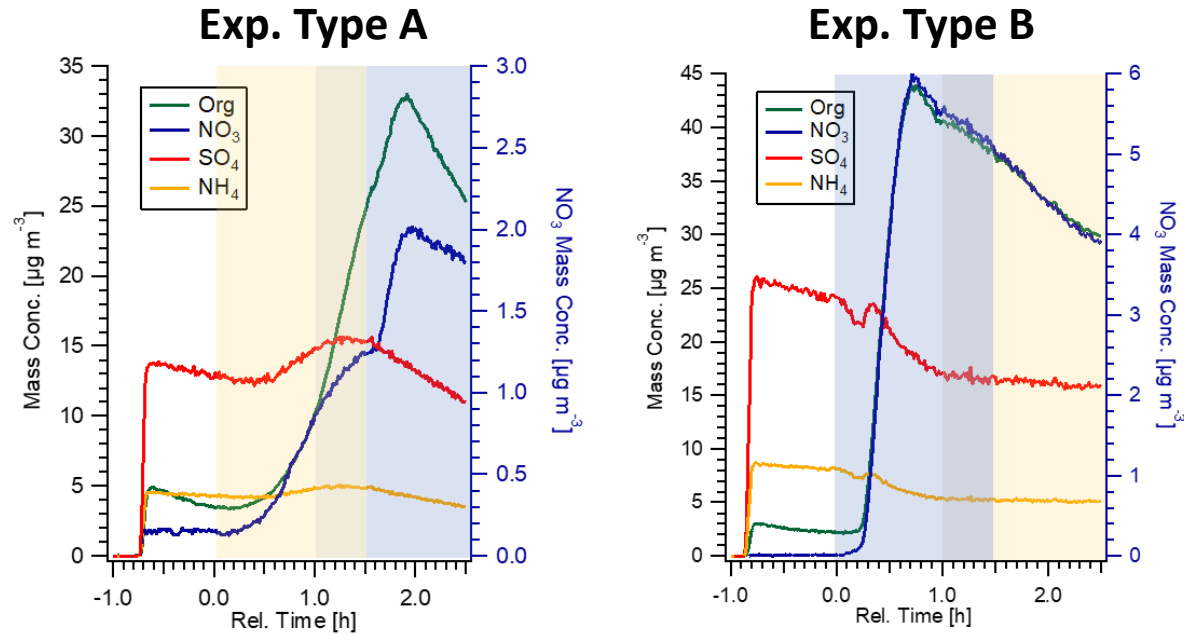 Exp. Type A
35
30
25
20
15
10
5
0
Mass Conc. [µg m⁻³]
Org
NO₃
SO₄
NH₄
3.0
2.5
2.0
1.5
1.0
0.5
0.0
NO₃ Mass Conc. [µg m⁻³]
-1.0
0.0
1.0
2.0
Rel. Time [h]
Exp. Type B
45
40
35
30
25
20
15
10
5
0
Mass Conc. [µg m⁻³]
Org
NO₃
SO₄
NH₄
6
5
4
3
2
1
0
NO₃ Mass Conc. [µg m⁻³]
-1.0
0.0
1.0
2.0
Rel. Time [h]